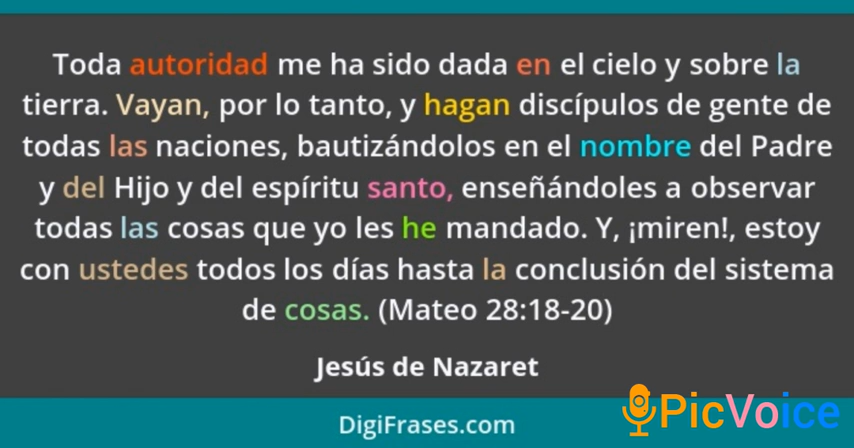 Toda autoridad me ha sido dada en el cielo y sobre la
tierra. Vayan, por lo tanto, y hagan discípulos de gente de
todas las naciones, bautizándolos en el nombre del Padre
y del Hijo y del espíritu santo, enseñándoles a observar
todas las cosas que yo les he mandado. Y, ¡miren!, estoy
con ustedes todos los días hasta la conclusión del sistema
de cosas. (Mateo 28:18-20)
Jesús de Nazaret
DigiFrases.com
PicVoice